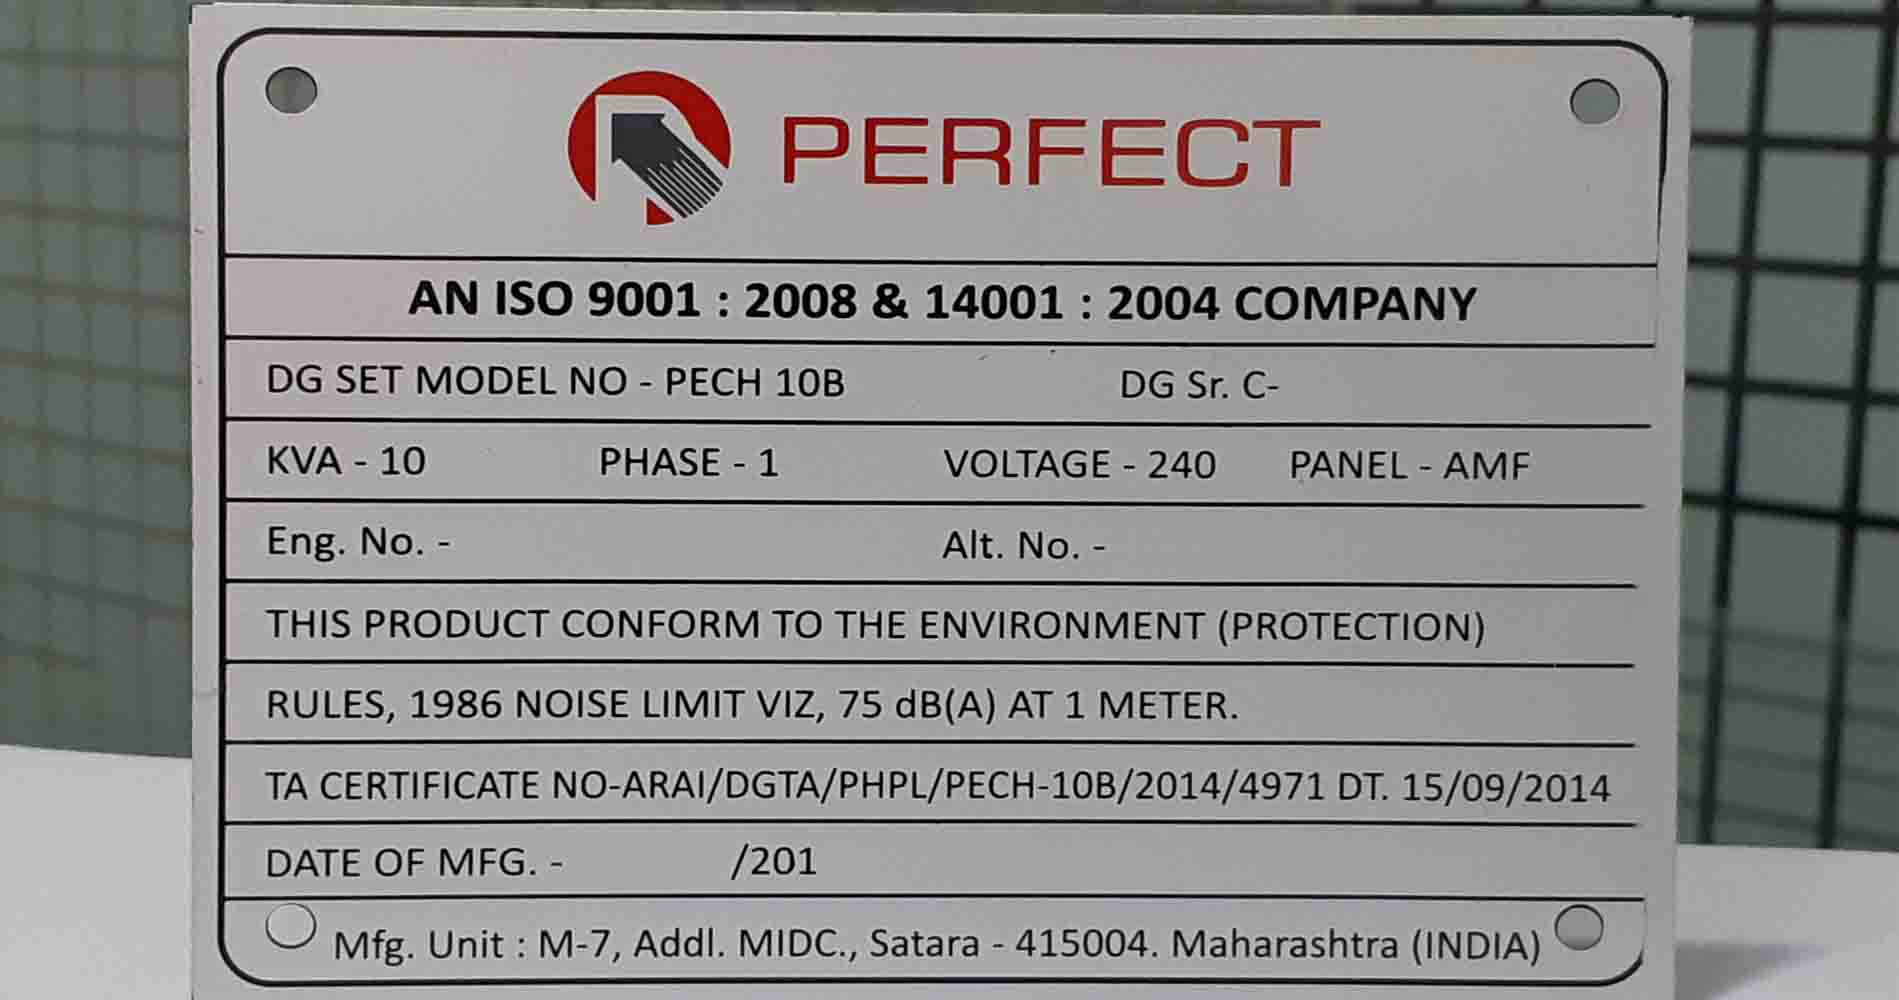 PERFECT
AN ISO 9001 : 2008 & 14001 : 2004 COMPANY
DG SET MODEL NO - PECH 10B DG Sr. C-
KVA - 10 PHASE - 1 VOLTAGE - 240 PANEL - AMF
Eng. No. - Alt. No. -
THIS PRODUCT CONFORM TO THE ENVIRONMENT (PROTECTION)
RULES, 1986 NOISE LIMIT VIZ, 75 dB(A) AT 1 METER.
TA CERTIFICATE NO-ARAI/DGTA/PHPL/PECH-10B/2014/4971 DT. 15/09/2014
DATE OF MFG. - /201
Mfg. Unit : M-7, Addl. MIDC., Satara - 415004. Maharashtra (INDIA)